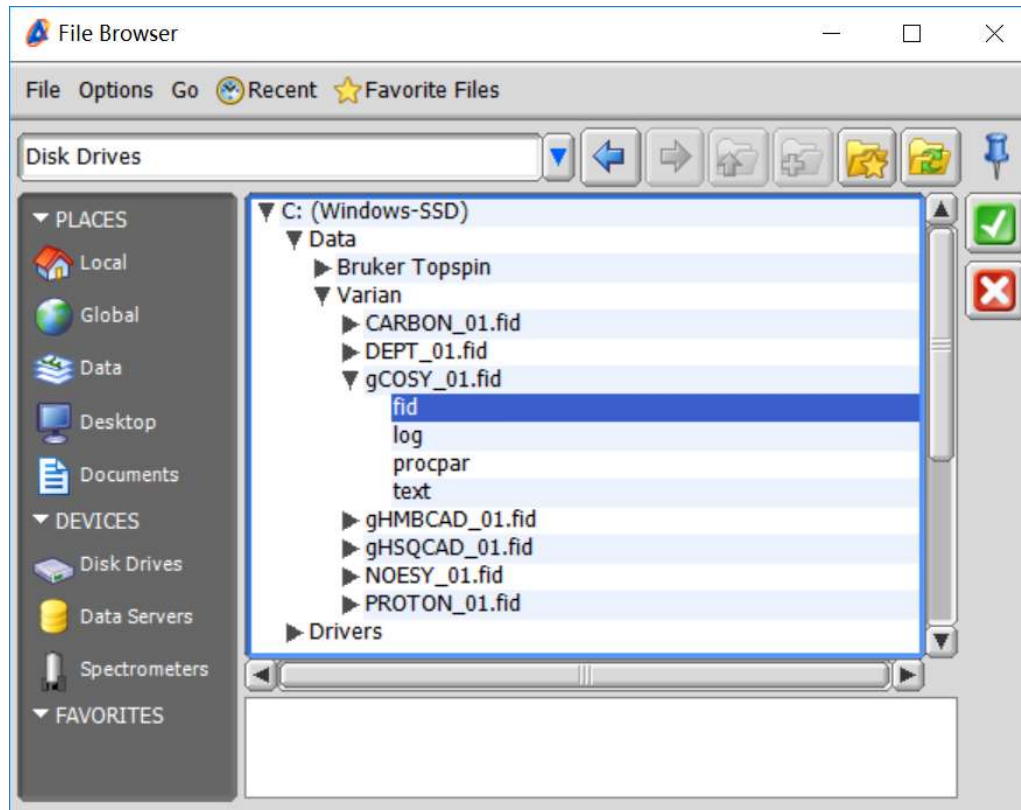 File Browser
File Options Go Recent Favorite Files
Disk Drives
PLACES
Local
Global
Data
Desktop
Documents
DEVICES
Disk Drives
Data Servers
Spectrometers
FAVORITES
C: (Windows-SSD)
Data
Bruker Topspin
Varian
CARBON_01.fid
DEPT_01.fid
gCOSY_01.fid
fid
log
procpar
text
gHMBCAD_01.fid
gHSQCAD_01.fid
NOESY_01.fid
PROTON_01.fid
Drivers